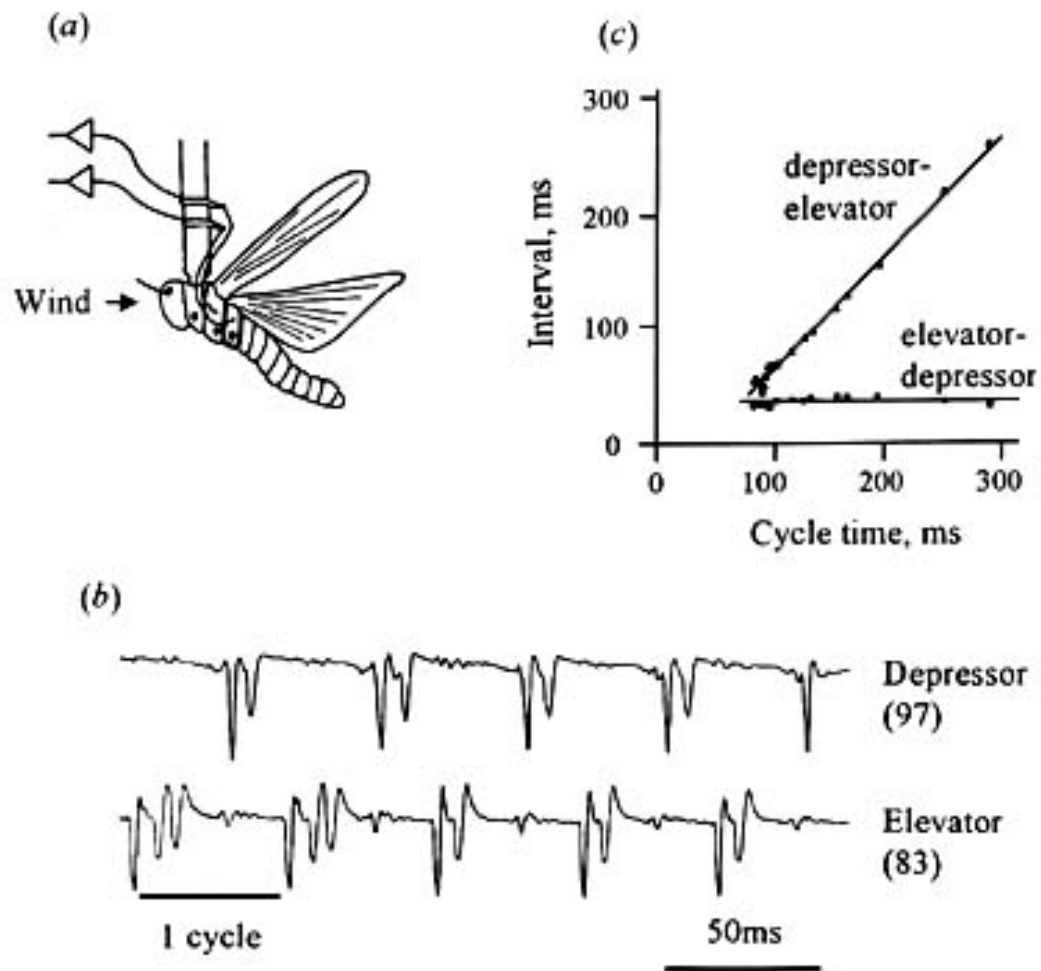 (a)
Wind
(c)
300
200
100
0
Interval, ms
depressor-
elevator
elevator-
depressor
0 100 200 300
Cycle time, ms
(b)
Depressor
(97)
Elevator
(83)
1 cycle
50ms